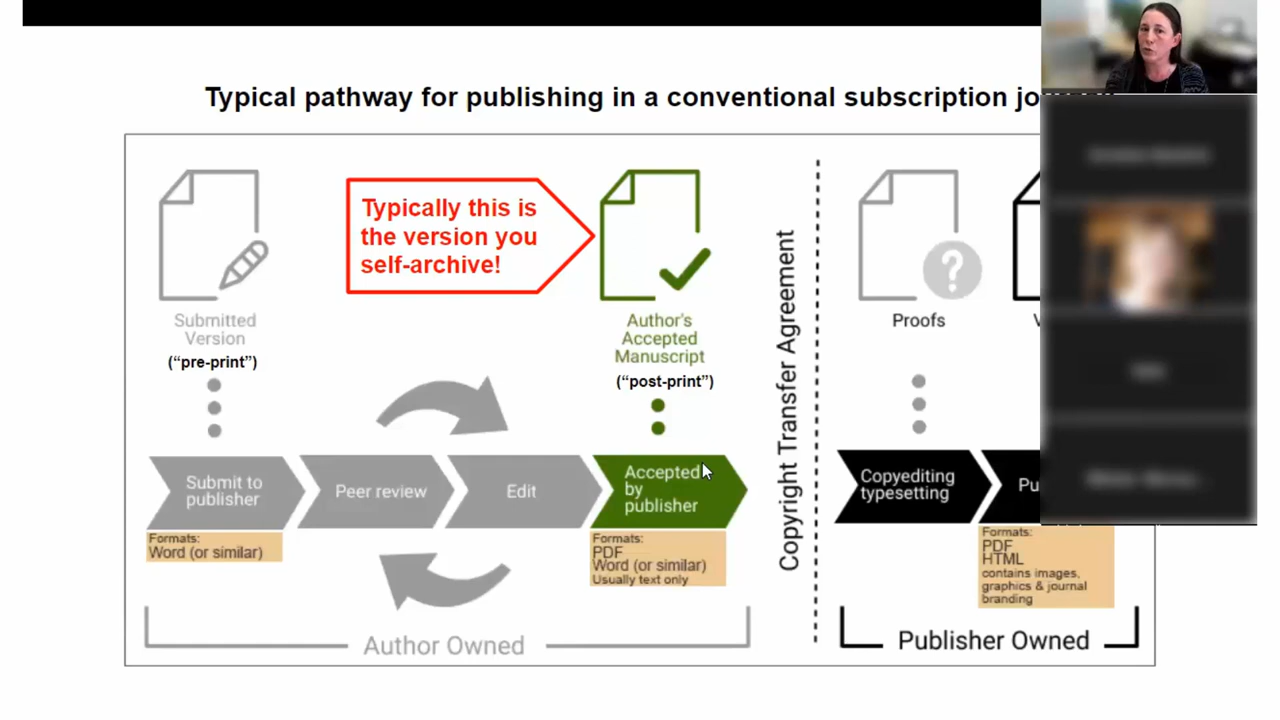 Typical pathway for publishing in a conventional subscription
Typically this is
the version you
self-archive!
Submitted
Version
("pre-print")
Author's
Accepted
Manuscript
("post-print")
Copyright Transfer Agreement
Proofs
Submit to
publisher
Peer review
Edit
Accepted
by
publisher
Copyediting
typesetting
Formats:
Word (or similar)
Formats:
PDF
Word (or similar)
Usually text only
Formats:
PDF
HTML
contains images,
graphics & journal
branding
Author Owned
Publisher Owned